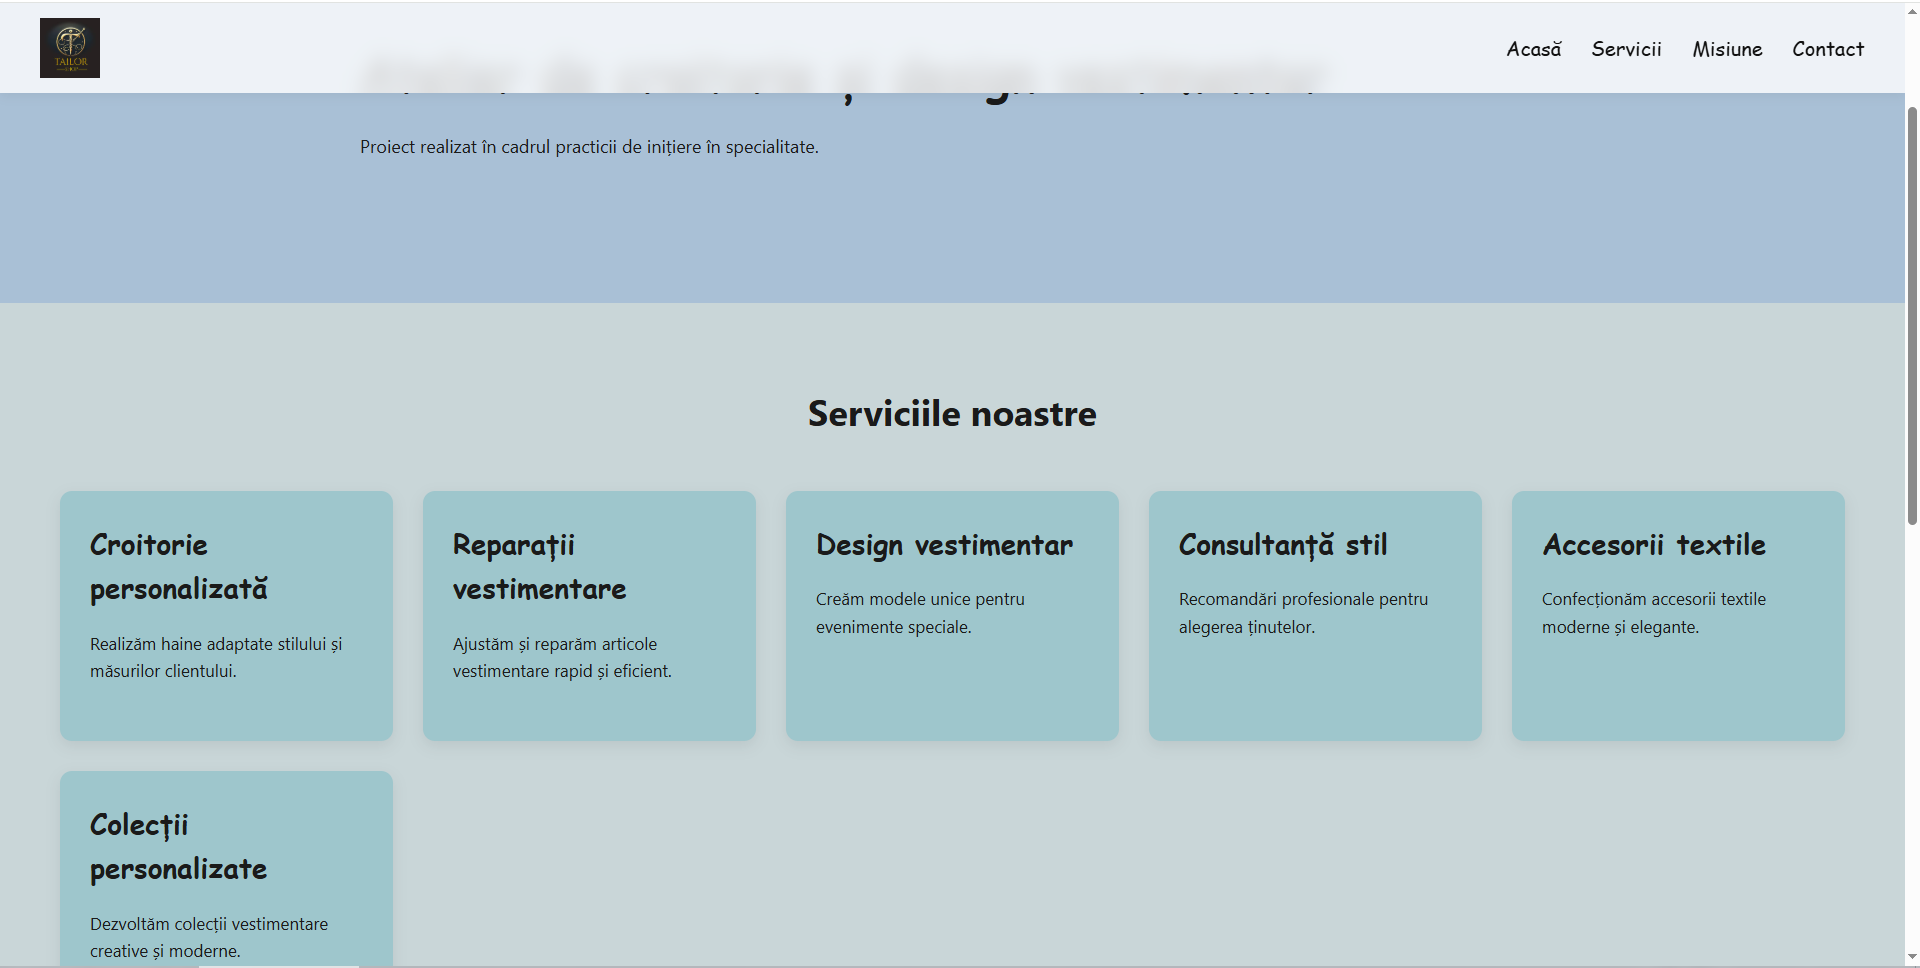 TAILOR
Acasă Servicii Misiune Contact
Proiect realizat în cadrul practicii de inițiere în specialitate.
Serviciile noastre
Croitorie
personalizată
Realizăm haine adaptate stilului și
măsurilor clientului.
Reparații
vestimentare
Ajustăm și reparăm articole
vestimentare rapid și eficient.
Design vestimentar
Creăm modele unice pentru
evenimente speciale.
Consultanță stil
Recomandări profesionale pentru
alegerea ținutelor.
Accesorii textile
Confecționăm accesorii textile
moderne și elegante.
Colecții
personalizate
Dezvoltăm colecții vestimentare
creative și moderne.